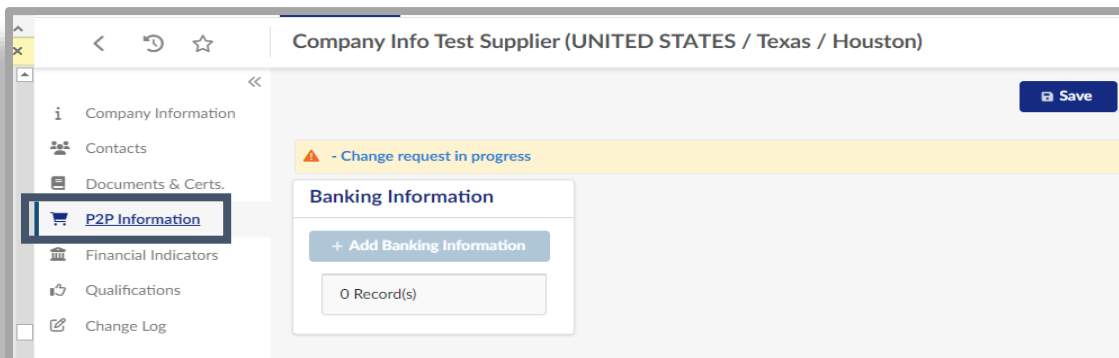 Company Info Test Supplier (UNITED STATES / Texas / Houston)
Save
Company Information
Contacts
Documents & Certs.
P2P Information
Financial Indicators
Qualifications
Change Log
- Change request in progress
Banking Information
+ Add Banking Information
0 Record(s)